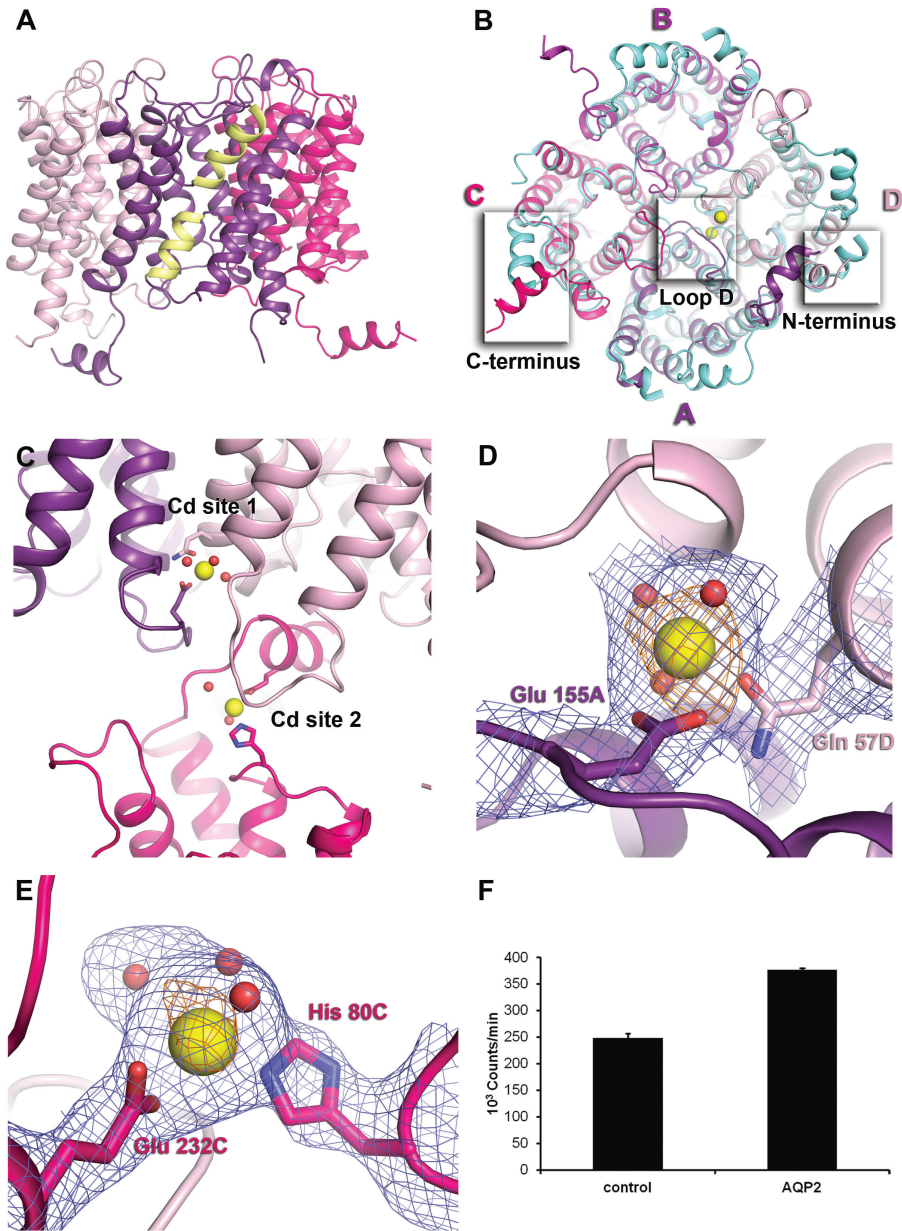 A
B
B
C
D
Loop D
N-terminus
C-terminus
A
C
Cd site 1
Cd site 2
D
Glu 155A
Gln 57D
E
His 80C
Glu 232C
F
10³ Counts/min
400
350
300
250
200
150
100
50
0
control
AQP2